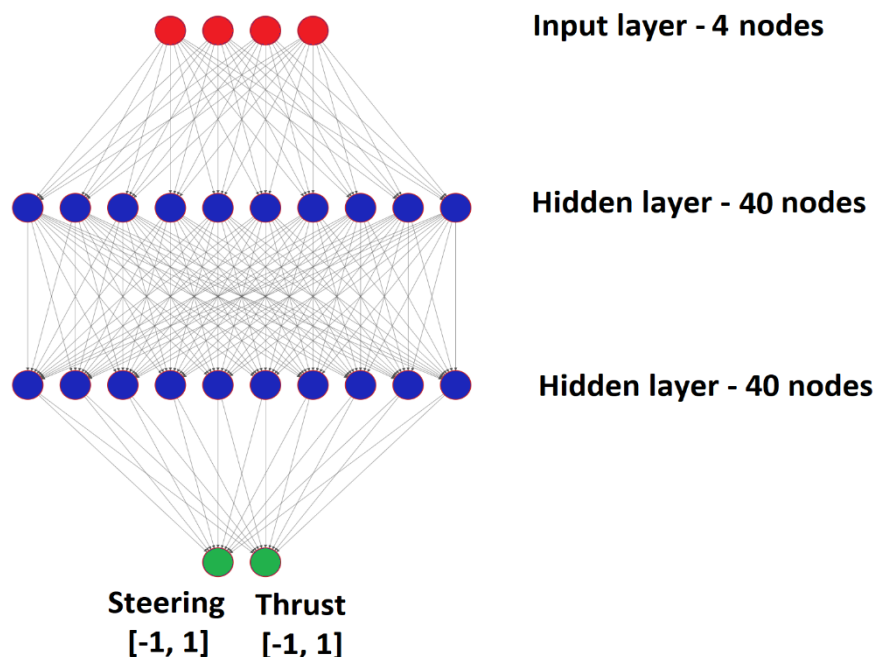 Input layer - 4 nodes
Hidden layer - 40 nodes
Hidden layer - 40 nodes
Steering Thrust
[-1, 1] [-1, 1]